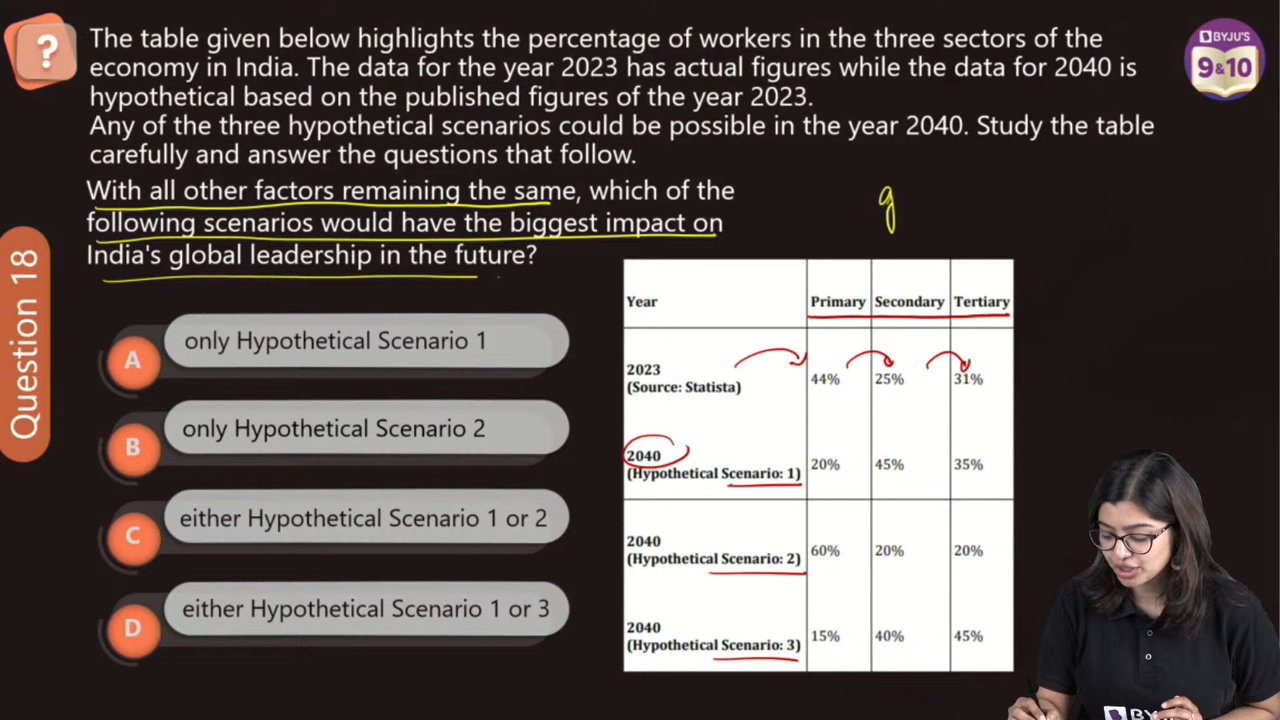 ?
The table given below highlights the percentage of workers in the three sectors of the
economy in India. The data for the year 2023 has actual figures while the data for 2040 is
hypothetical based on the published figures of the year 2023.
Any of the three hypothetical scenarios could be possible in the year 2040. Study the table
carefully and answer the questions that follow.
With all other factors remaining the same, which of the
following scenarios would have the biggest impact on
India's global leadership in the future?
BYJU'S
9&10
g
Question 18
A only Hypothetical Scenario 1
B only Hypothetical Scenario 2
C either Hypothetical Scenario 1 or 2
D either Hypothetical Scenario 1 or 3
Year Primary Secondary Tertiary
2023
(Source: Statista) 44% 25% 31%
2040
(Hypothetical Scenario: 1) 20% 45% 35%
2040
(Hypothetical Scenario: 2) 60% 20% 20%
2040
(Hypothetical Scenario: 3) 15% 40% 45%